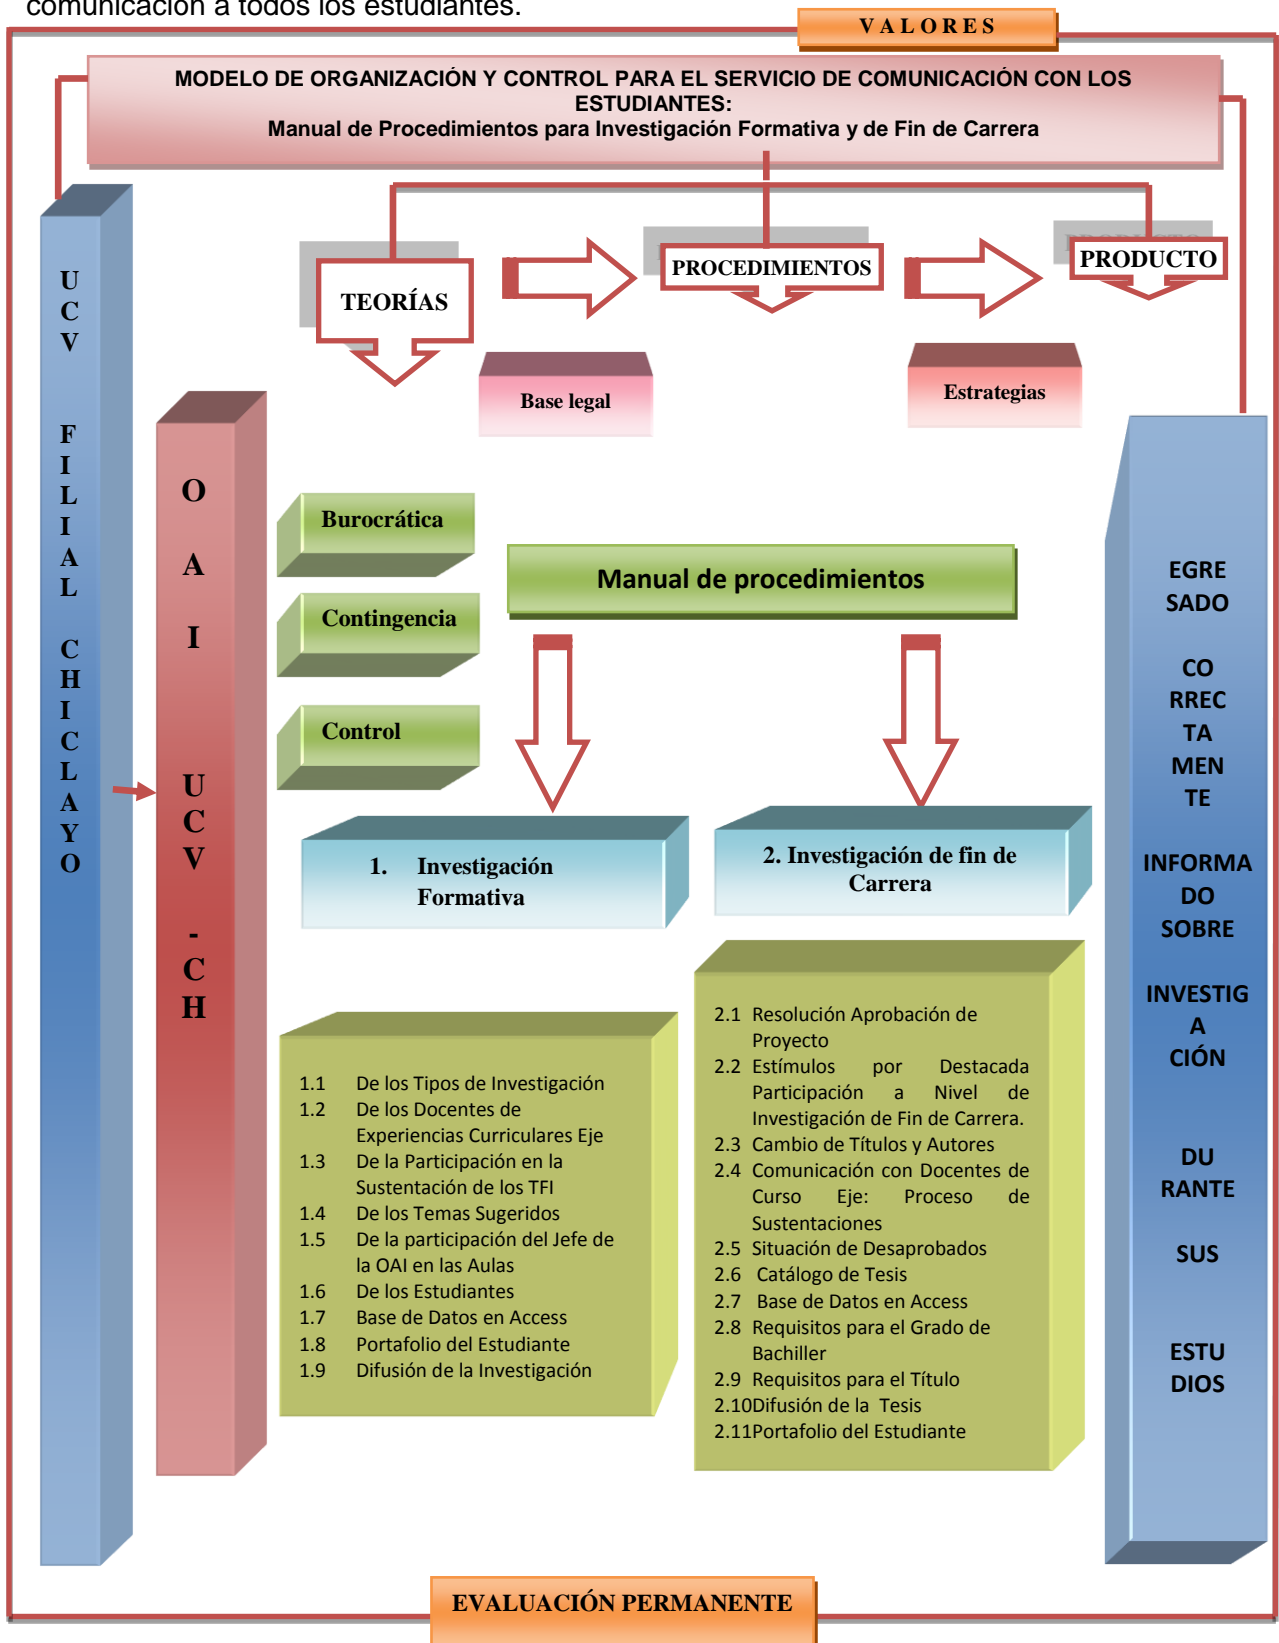 comunicación a todos los estudiantes.
V A L O R E S
MODELO DE ORGANIZACIÓN Y CONTROL PARA EL SERVICIO DE COMUNICACIÓN CON LOS
ESTUDIANTES:
Manual de Procedimientos para Investigación Formativa y de Fin de Carrera
TEORÍAS
PROCEDIMIENTOS
PRODUCTO
PRODUCTO
Base legal
Estrategias
U
C
V
F
I
L
I
A
L
C
H
I
C
L
A
Y
O
O
A
I
U
C
V
-
C
H
Burocrática
Contingencia
Control
Manual de procedimientos
1. Investigación
Formativa
2. Investigación de fin de
Carrera
1.1 De los Tipos de Investigación
1.2 De los Docentes de
Experiencias Curriculares Eje
1.3 De la Participación en la
Sustentación de los TFI
1.4 De los Temas Sugeridos
1.5 De la participación del Jefe de
la OAI en las Aulas
1.6 De los Estudiantes
1.7 Base de Datos en Access
1.8 Portafolio del Estudiante
1.9 Difusión de la Investigación
2.1 Resolución Aprobación de
Proyecto
2.2 Estímulos por Destacada
Participación a Nivel de
Investigación de Fin de Carrera.
2.3 Cambio de Títulos y Autores
2.4 Comunicación con Docentes de
Curso Eje: Proceso de
Sustentaciones
2.5 Situación de Desaprobados
2.6 Catálogo de Tesis
2.7 Base de Datos en Access
2.8 Requisitos para el Grado de
Bachiller
2.9 Requisitos para el Título
2.10Difusión de la Tesis
2.11Portafolio del Estudiante
EGRE
SADO
CO
RREC
TA
MEN
TE
INFORMA
DO
SOBRE
INVESTIG
A
CIÓN
DU
RANTE
SUS
ESTU
DIOS
EVALUACIÓN PERMANENTE